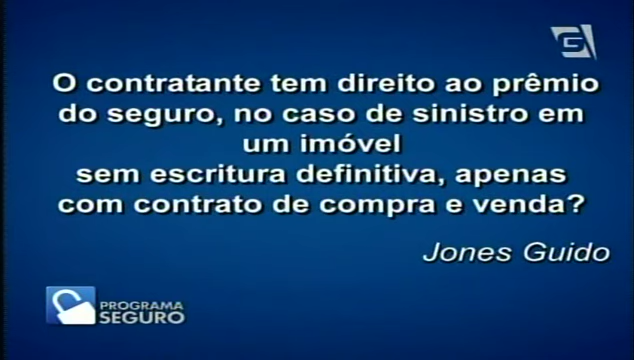 O contratante tem direito ao prêmio
do seguro, no caso de sinistro em
um imóvel
sem escritura definitiva, apenas
com contrato de compra e venda?
Jones Guido
PROGRAMA
SEGURO